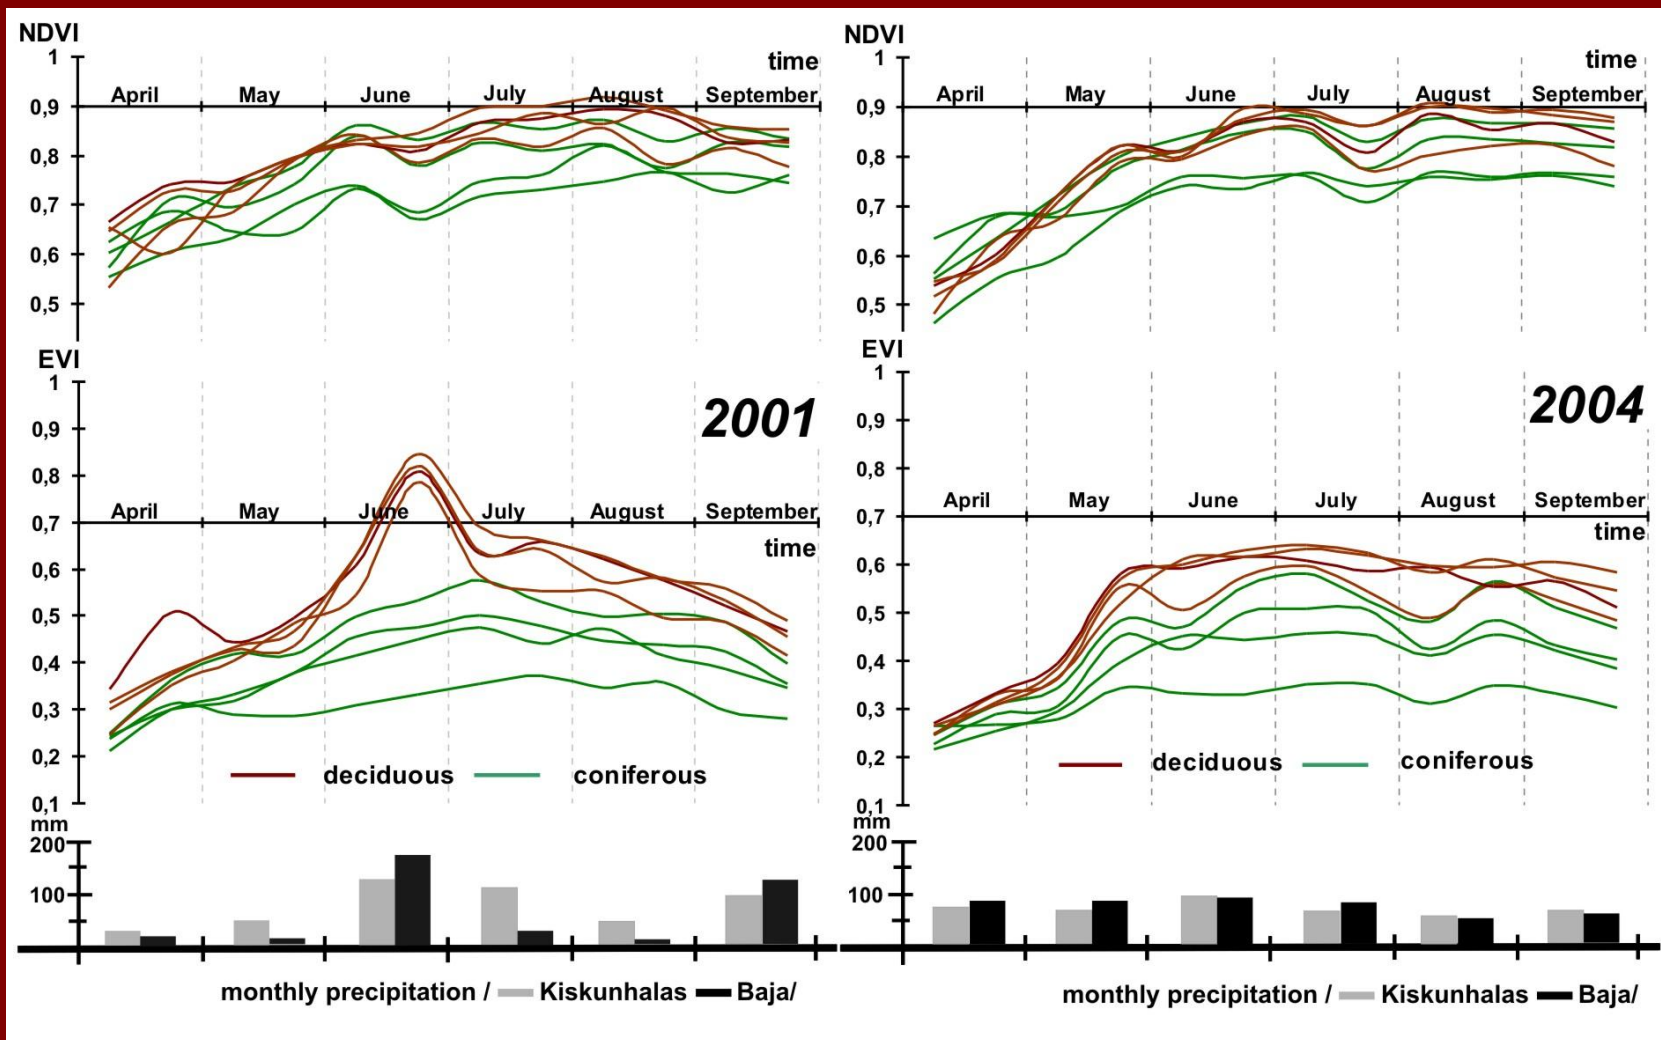 NDVI
1
time
April May June July August September
0,9
0,8
0,7
0,6
0,5
EVI
1
2001
0,9
0,8
April May June July August September
0,7
time
0,6
0,5
0,4
0,3
0,2
deciduous coniferous
0,1
mm
200
100
monthly precipitation / Kiskunhalas Baja/
NDVI
1
time
April May June July August September
0,9
0,8
0,7
0,6
0,5
EVI
1
2004
0,9
0,8
April May June July August September
0,7
time
0,6
0,5
0,4
0,3
0,2
deciduous coniferous
0,1
mm
200
100
monthly precipitation / Kiskunhalas Baja/